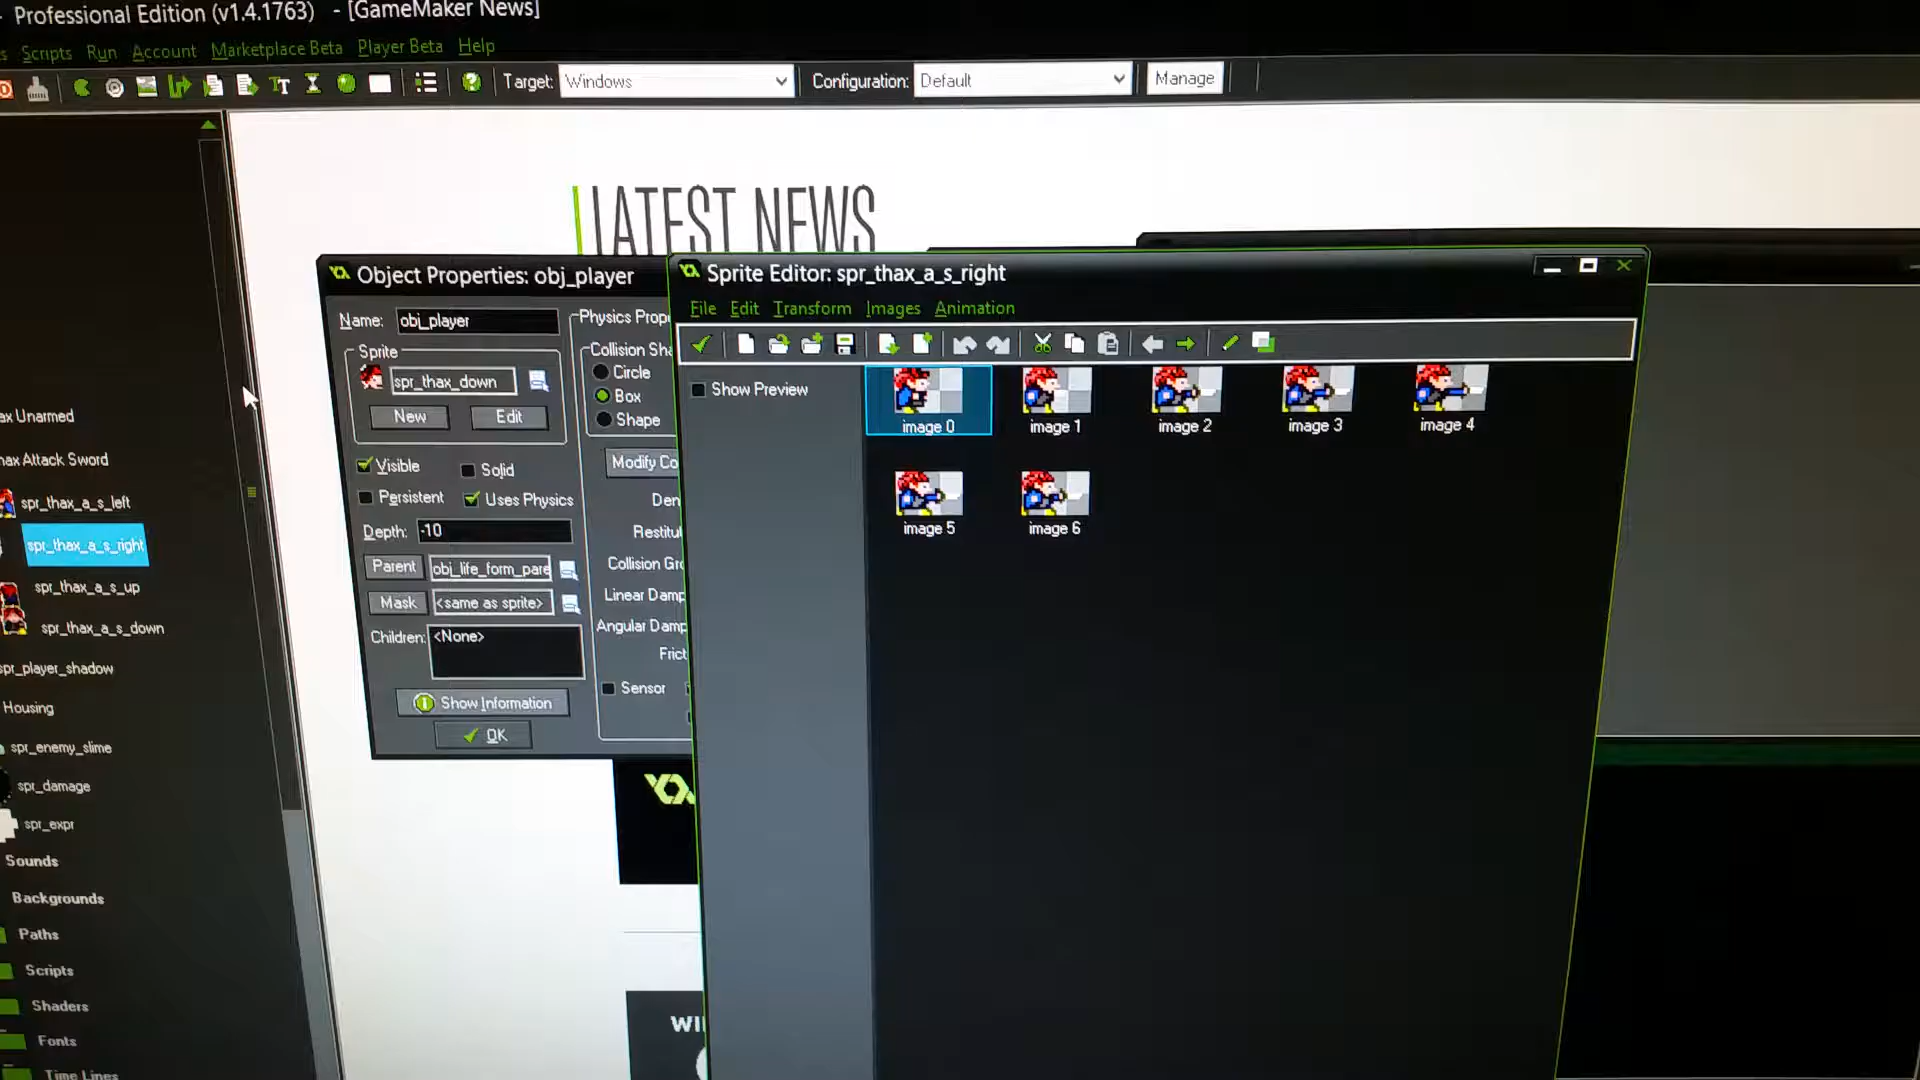 Professional Edition (v1.4.1763) - [GameMaker News]
Scripts Run Account Marketplace Beta Player Beta Help
Target: Windows Configuration: Default Manage
LATEST NEWS
Object Properties: obj_player
Name: obj_player
Sprite
spr_thax_down
New Edit
Visible Solid
Persistent Uses Physics
Depth: -10
Parent obj_life_form_pare
Mask <same as sprite>
Children: <None>
Show Information
OK
Physics Prop
Collision Sha
Circle
Box
Shape
Modify Co
Den
Restitut
Collision Gro
Linear Damp
Angular Damp
Frict
Sensor
Sprite Editor: spr_thax_a_s_right
File Edit Transform Images Animation
Show Preview
image 0 image 1 image 2 image 3 image 4
image 5 image 6
ax Unarmed
ax Attack Sword
spr_thax_a_s_left
spr_thax_a_s_right
spr_thax_a_s_up
spr_thax_a_s_down
spr_player_shadow
Housing
spr_enemy_slime
spr_damage
spr_expr
Sounds
Backgrounds
Paths
Scripts
Shaders
Fonts
Time Lines
WI